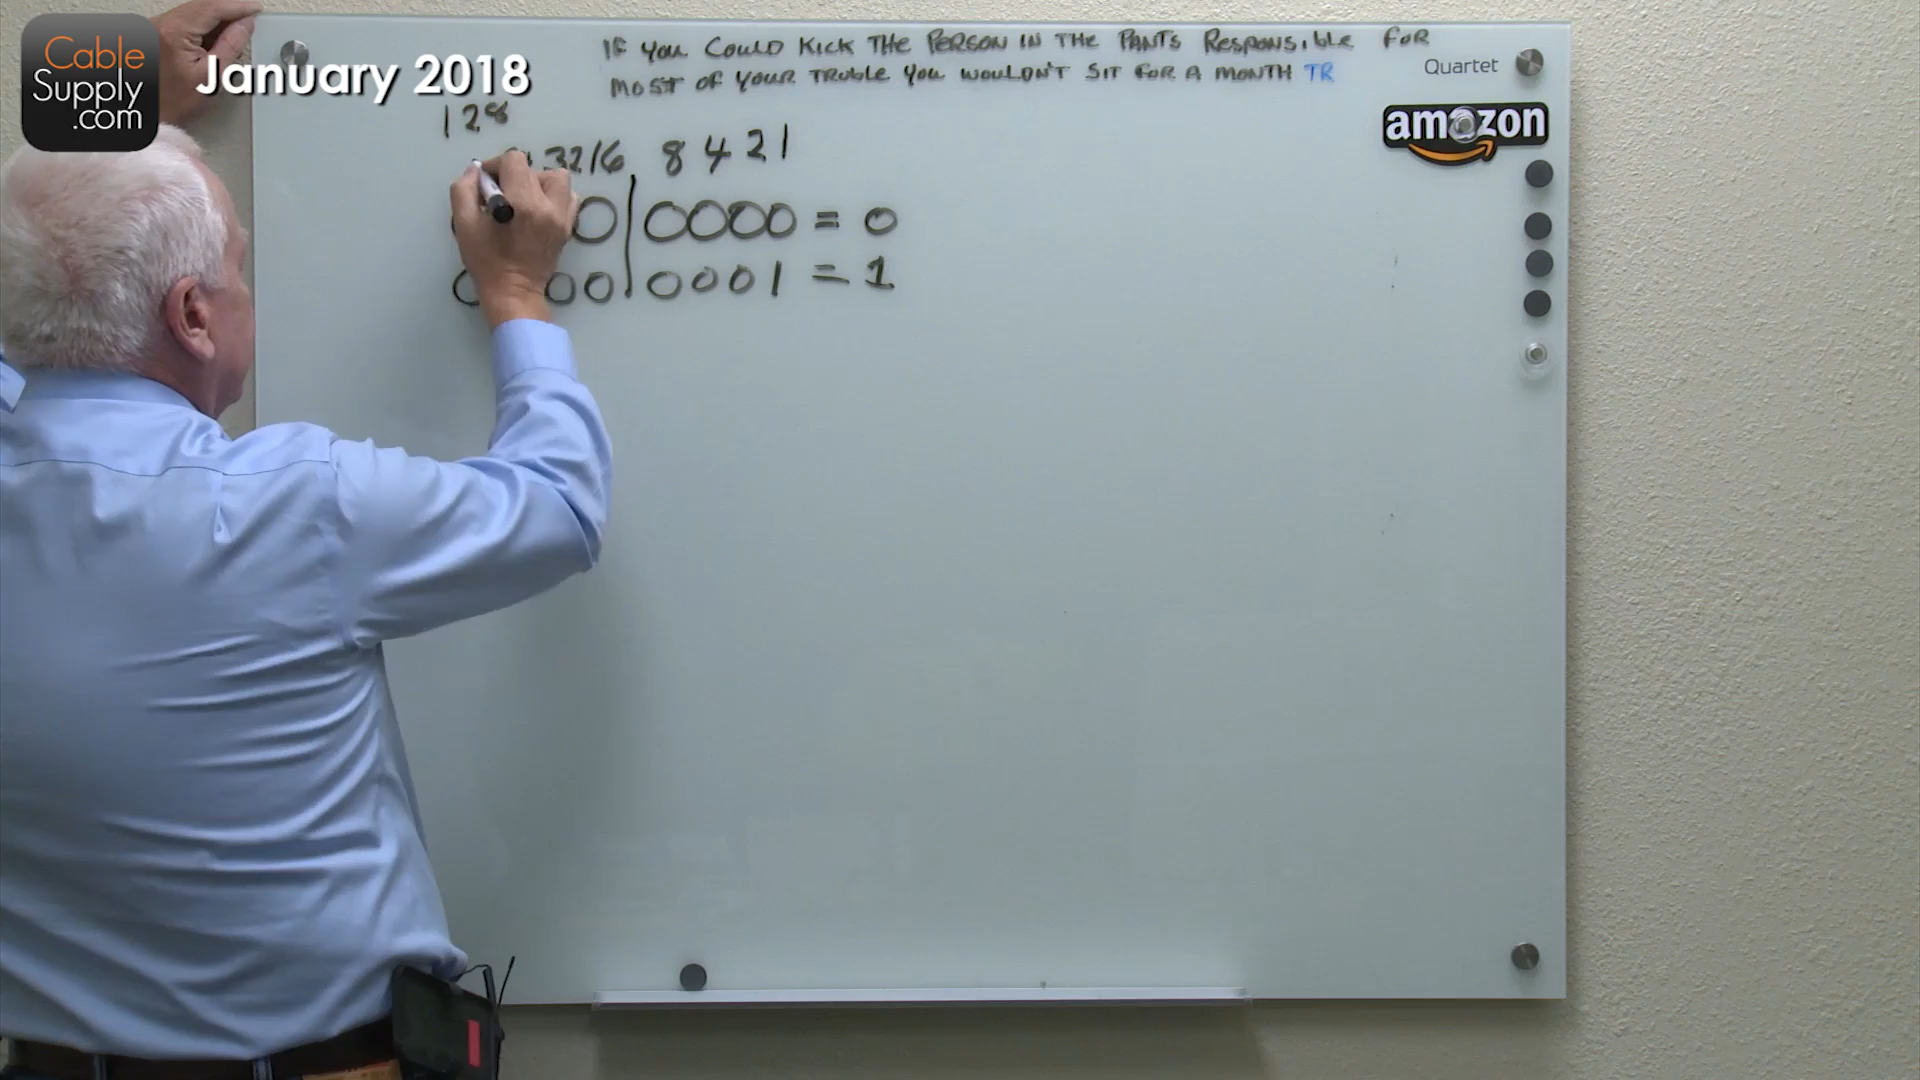 Cable
Supply
.com
January 2018
IF YOU COULD KICK THE PERSON IN THE PANTS RESPONSIBLE FOR
MOST OF YOUR TRUBLE YOU WOULDN'T SIT FOR A MONTH TR
Quartet
amazon
128
32 16 8 4 2 1
0 | 0000 = 0
00 | 0001 = 1